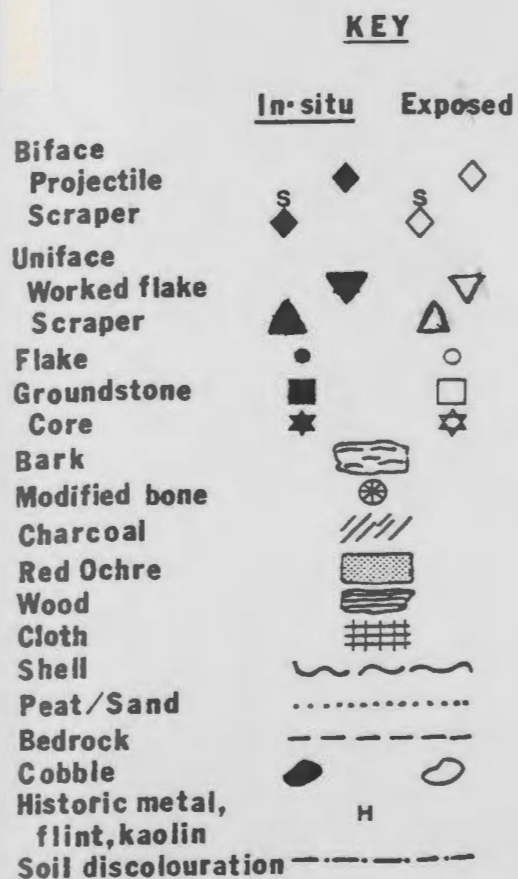 KEY
In-situ Exposed
Biface
Projectile
S S
Scraper
Uniface
Worked flake
Scraper
Flake
Groundstone
Core
Bark
Modified bone
Charcoal
Red Ochre
Wood
Cloth
Shell
Peat/Sand
Bedrock
Cobble
Historic metal,
H
flint, kaolin
Soil discolouration